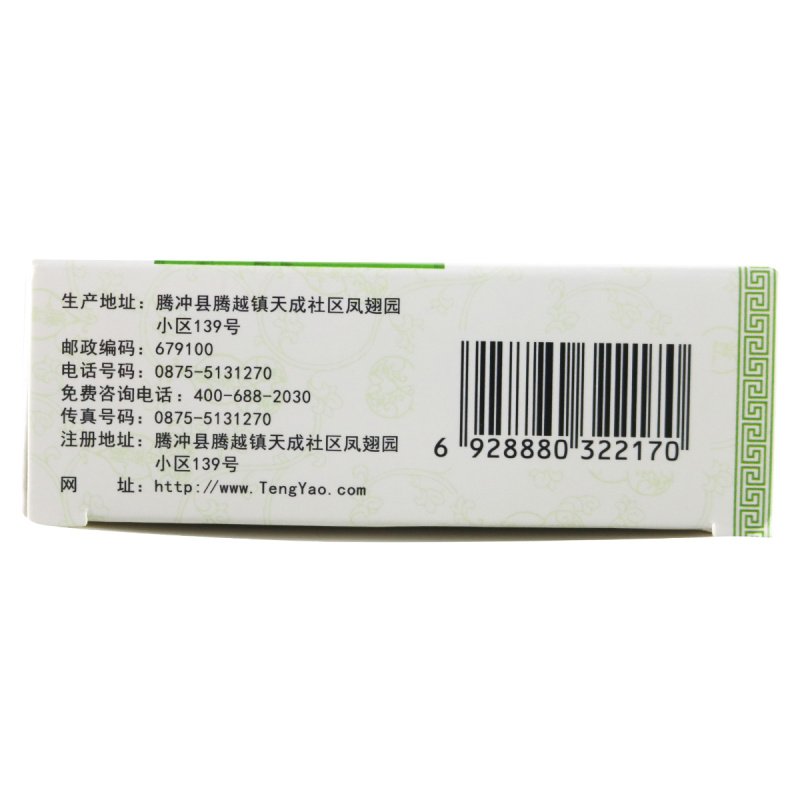 生产地址：腾冲县腾越镇天成社区凤翅园
小区139号
邮政编码：679100
电话号码：0875-5131270
免费咨询电话：400-688-2030
传真号码：0875-5131270
注册地址：腾冲县腾越镇天成社区凤翅园
小区139号
网 址：http://www.TengYao.com
6 928880 322170